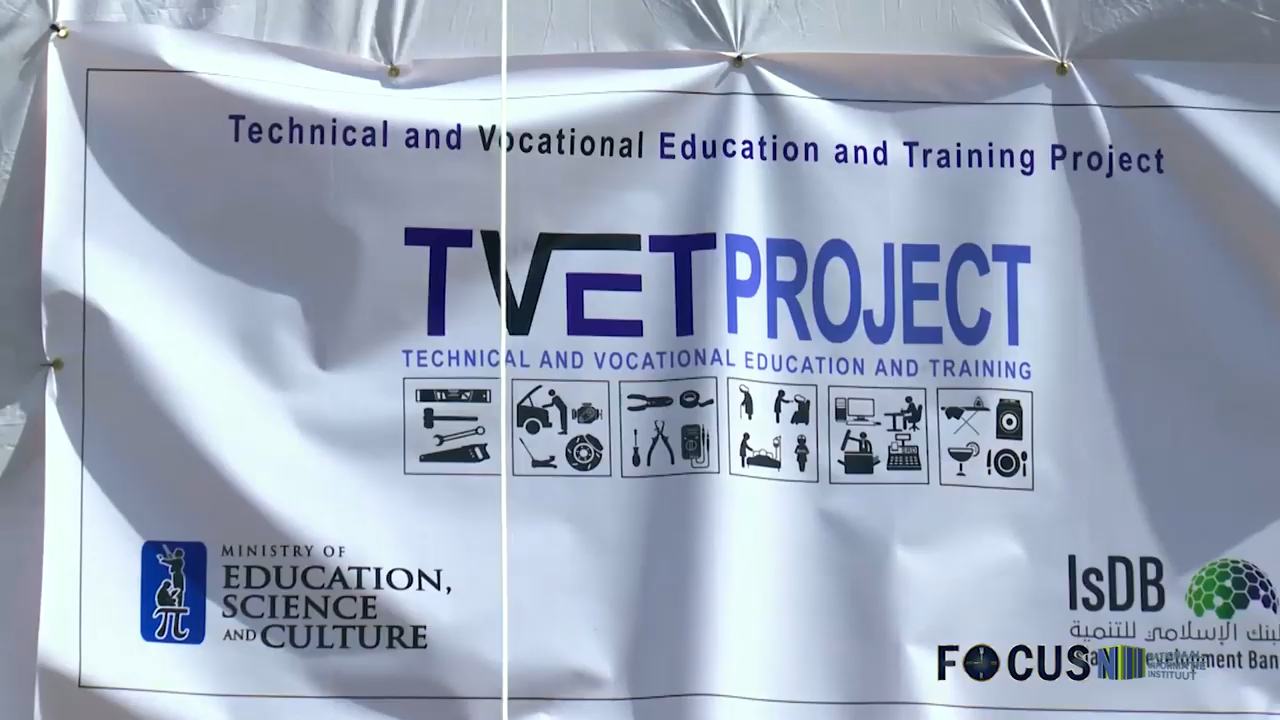 Technical and Vocational Education and Training Project
TVET PROJECT
TECHNICAL AND VOCATIONAL EDUCATION AND TRAINING
MINISTRY OF
EDUCATION,
SCIENCE
AND CULTURE
IsDB
البنك الإسلامي للتنمية
FOCUS
INSTITUUT